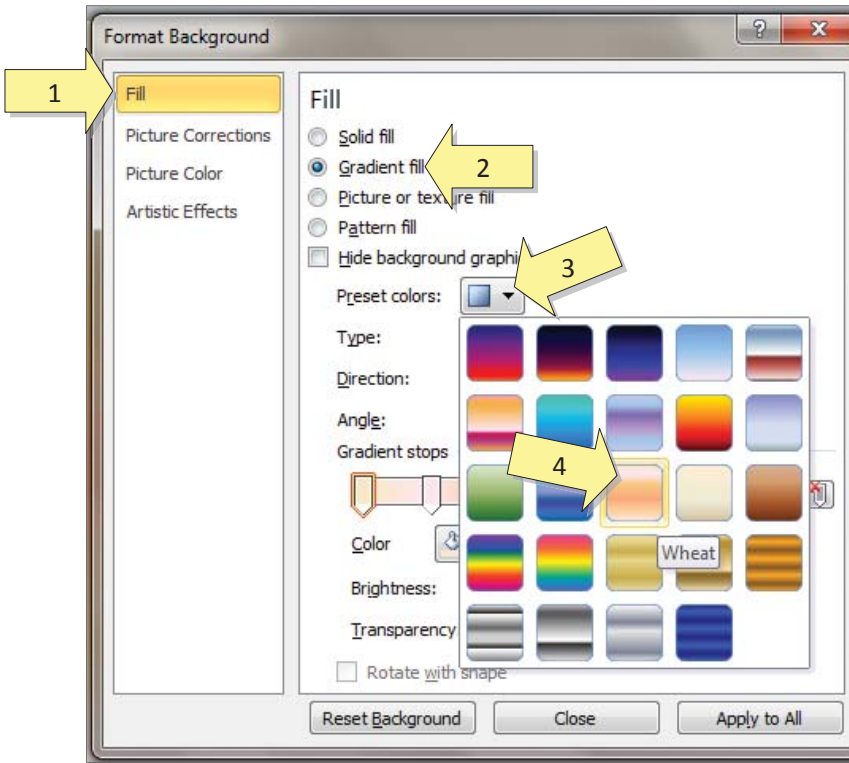 Format Background
?
1
Fill
Picture Corrections
Picture Color
Artistic Effects
Fill
Solid fill
Gradient fill
2
Picture or texture fill
Pattern fill
Hide background graphi
3
Preset colors:
Type:
Direction:
Angle:
Gradient stops
4
Wheat
Color
Brightness:
Transparency
Rotate with shape
Reset Background
Close
Apply to All